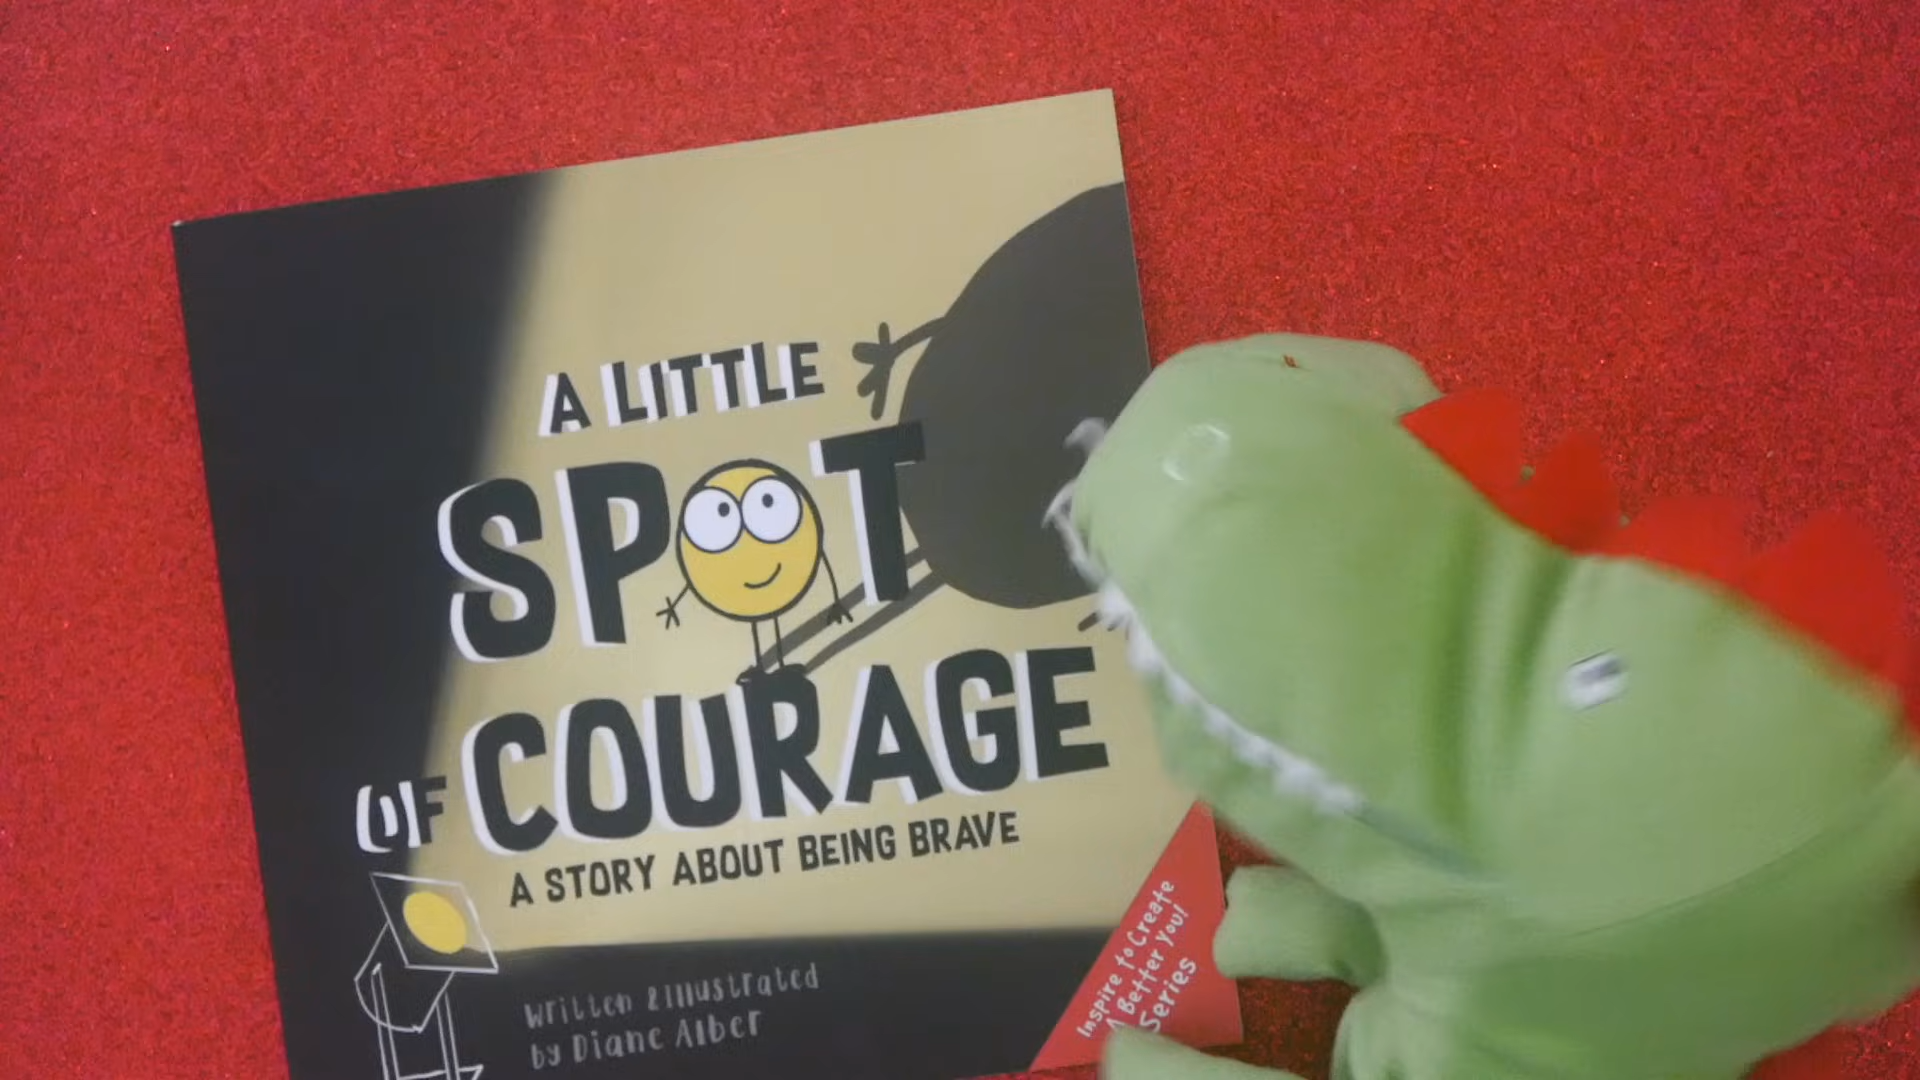 A LITTLE
SPOT
OF COURAGE
A STORY ABOUT BEING BRAVE
Written & Illustrated
by Diane Alber
Inspire to Create
A Better You!
Series